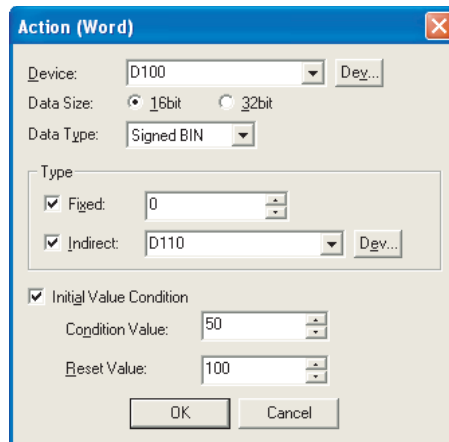 Action (Word)
Device: D100 Dev...
Data Size: 16bit 32bit
Data Type: Signed BIN
Type
Fixed: 0
Indirect: D110 Dev...
Initial Value Condition
Condition Value: 50
Reset Value: 100
OK Cancel